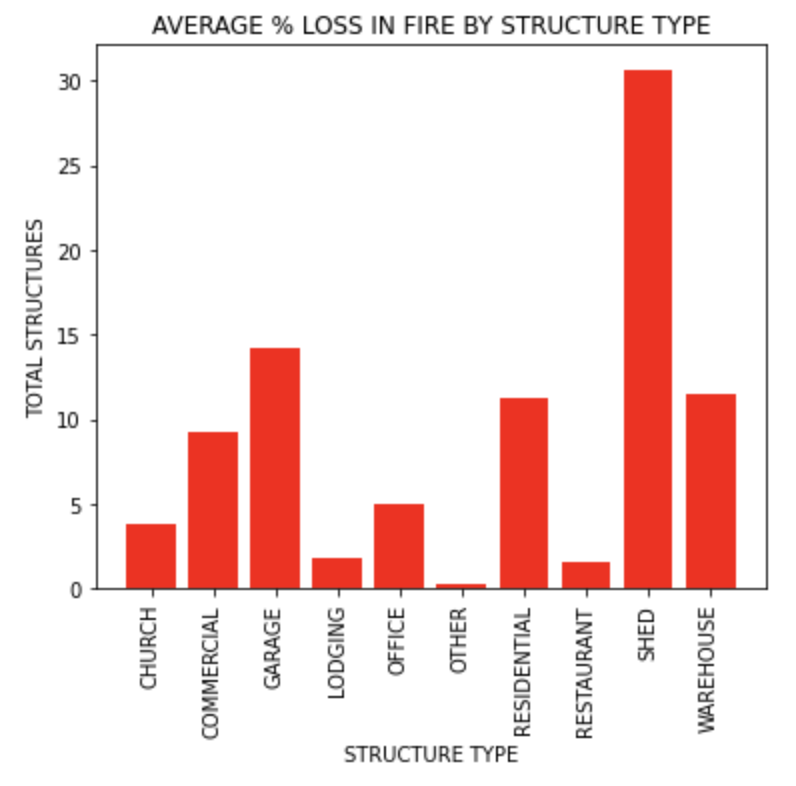 AVERAGE % LOSS IN FIRE BY STRUCTURE TYPE
TOTAL STRUCTURES
30
25
20
15
10
5
0
CHURCH
COMMERCIAL
GARAGE
LODGING
OFFICE
OTHER
RESIDENTIAL
RESTAURANT
SHED
WAREHOUSE
STRUCTURE TYPE